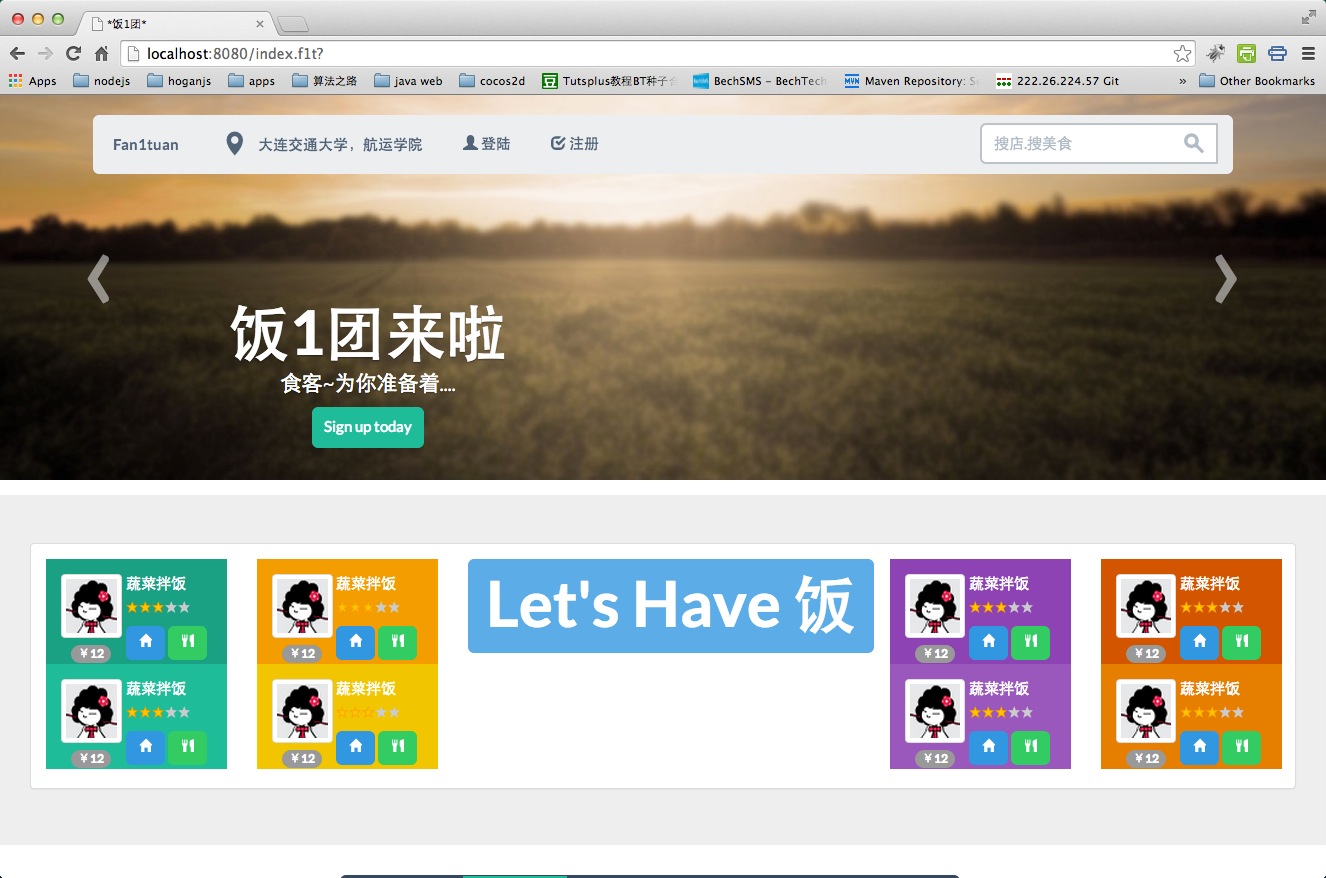 *饭1团*
localhost:8080/index.f1t?
Apps nodejs hoganjs apps 算法之路 java web cocos2d Tutsplus教程BT种子 BechSMS – BechTech Maven Repository: 222.26.224.57 Git » Other Bookmarks
Fan1tuan 大连交通大学，航运学院 登陆 注册 搜店.搜美食
饭1团来啦
食客~为你准备着....
Sign up today
蔬菜拌饭
¥12
蔬菜拌饭
¥12
蔬菜拌饭
¥12
蔬菜拌饭
¥12
Let's Have 饭
蔬菜拌饭
¥12
蔬菜拌饭
¥12
蔬菜拌饭
¥12
蔬菜拌饭
¥12